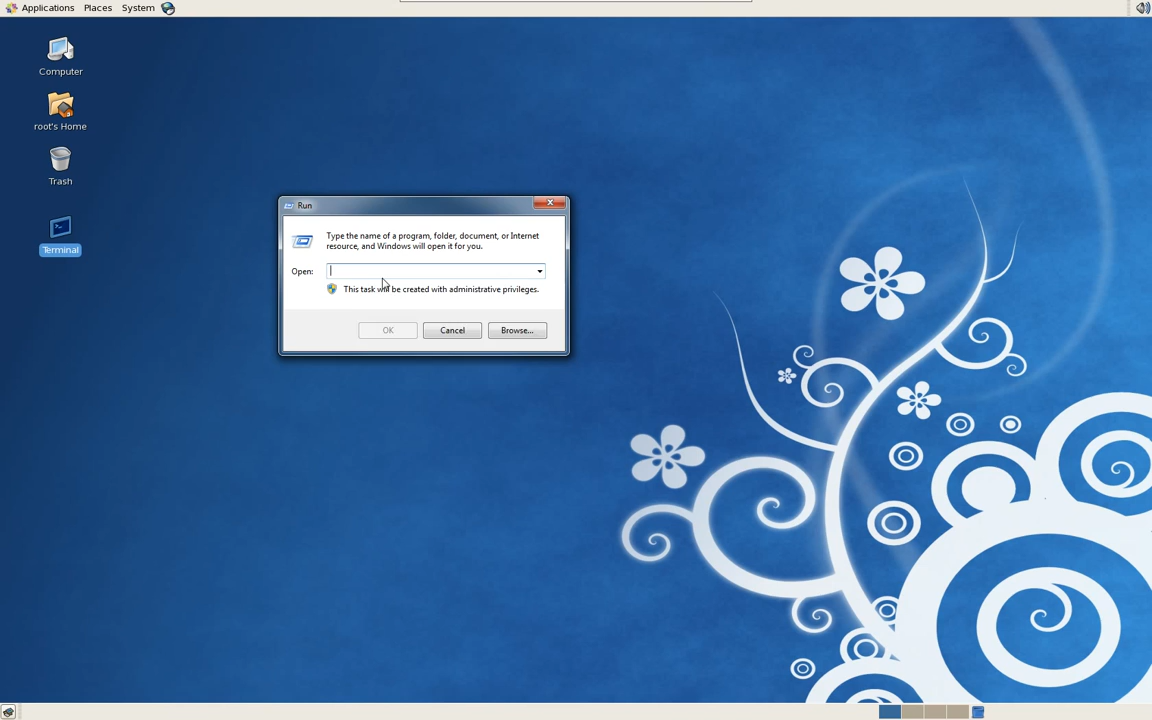 Applications Places System
Computer
root's Home
Trash
Terminal
Run
Type the name of a program, folder, document, or Internet
resource, and Windows will open it for you.
Open:
This task will be created with administrative privileges.
OK Cancel Browse...